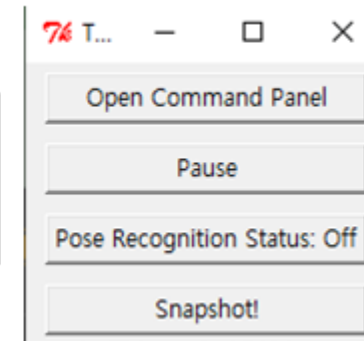 T...
Open Command Panel
Pause
Pose Recognition Status: Off
Snapshot!